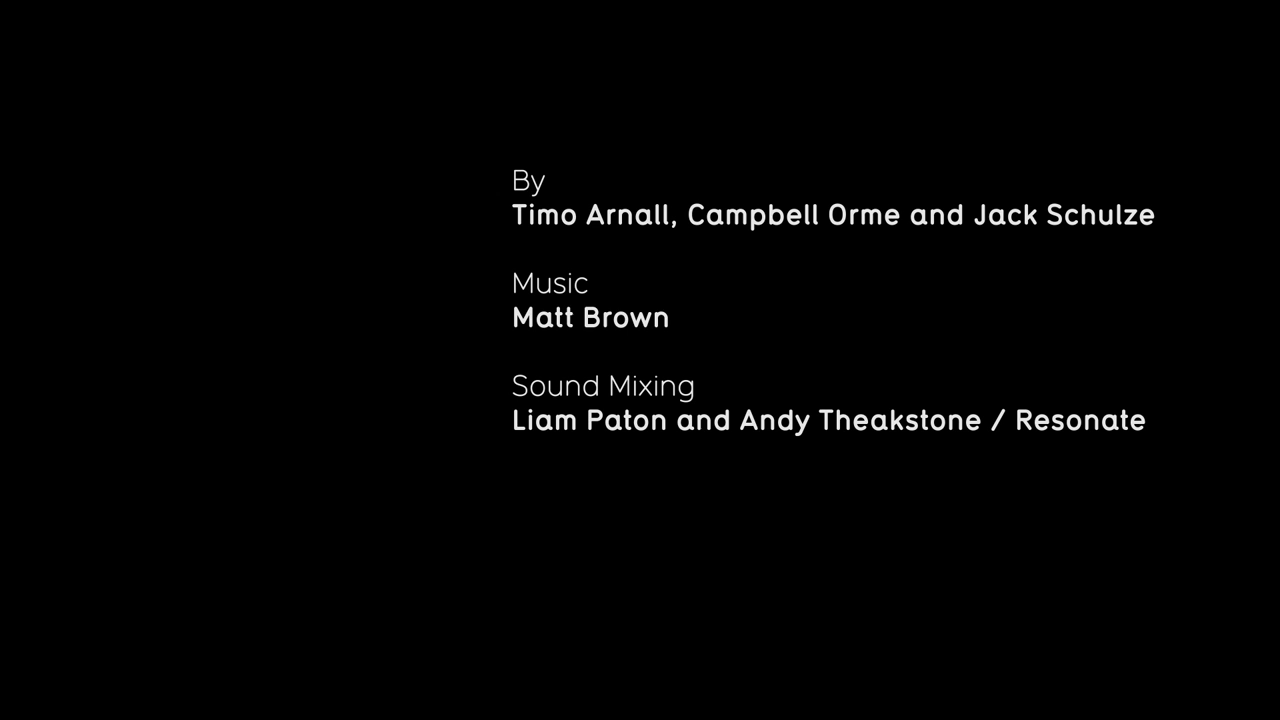 By
Timo Arnall, Campbell Orme and Jack Schulze
Music
Matt Brown
Sound Mixing
Liam Paton and Andy Theakstone / Resonate